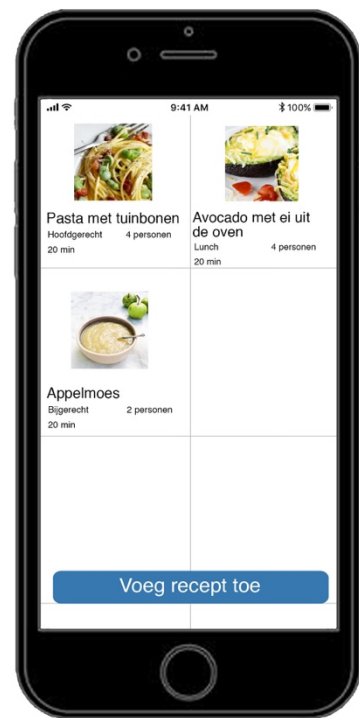 9:41 AM
100%
Pasta met tuinbonen
Hoofdgerecht 4 personen
20 min
Avocado met ei uit
de oven
Lunch 4 personen
20 min
Appelmoes
Bijgerecht 2 personen
20 min
Voeg recept toe